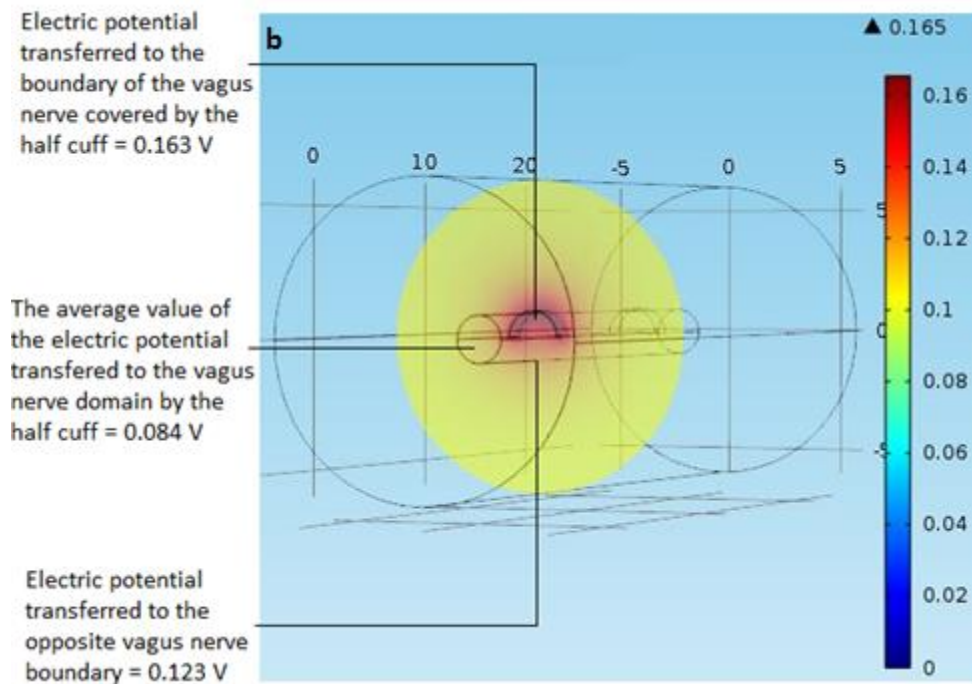 Electric potential
transferred to the
boundary of the vagus
nerve covered by the
half cuff = 0.163 V
The average value of
the electric potential
transfered to the vagus
nerve domain by the
half cuff = 0.084 V
Electric potential
transferred to the
opposite vagus nerve
boundary = 0.123 V
b
0 10 20 -5 0 5
5
0
-5
▲ 0.165
0.16
0.14
0.12
0.1
0.08
0.06
0.04
0.02
0